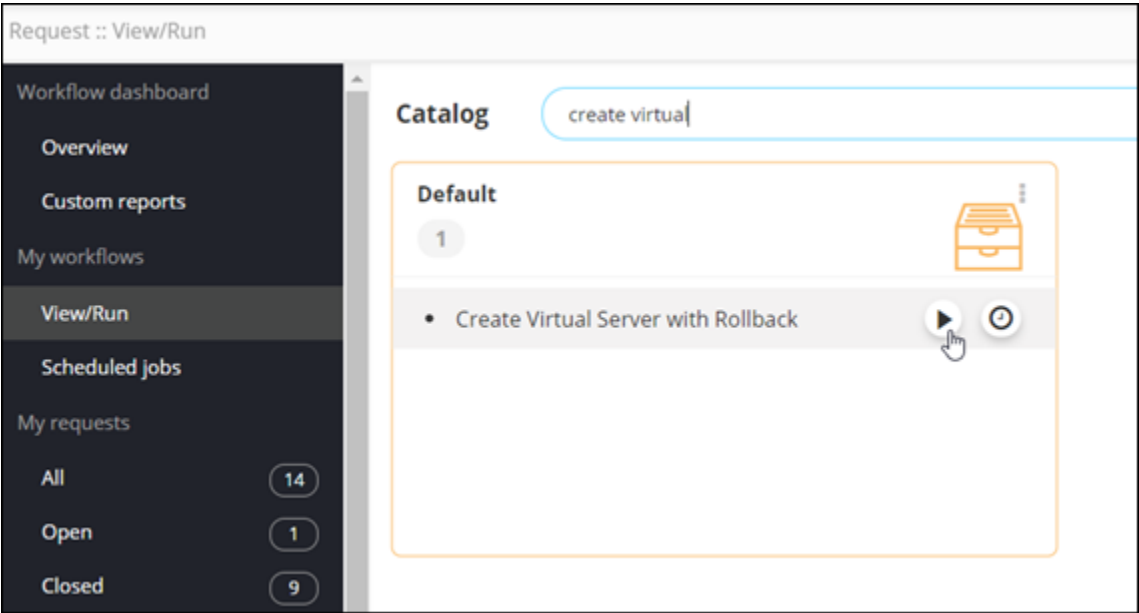 Request :: View/Run
Workflow dashboard
Overview
Custom reports
My workflows
View/Run
Scheduled jobs
My requests
All 14
Open 1
Closed 9
Catalog create virtual
Default
1
• Create Virtual Server with Rollback